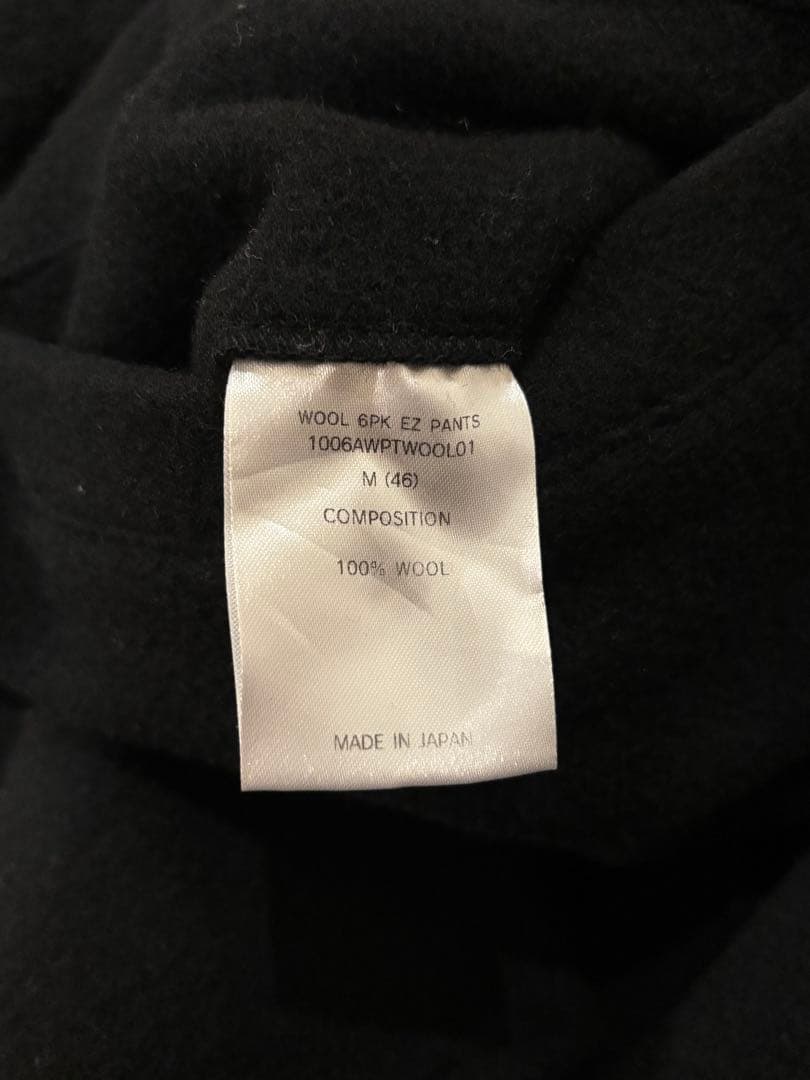 WOOL 6PK EZ PANTS
1006AWPTWOOL01
M (46)
COMPOSITION
100% WOOL
MADE IN JAPAN